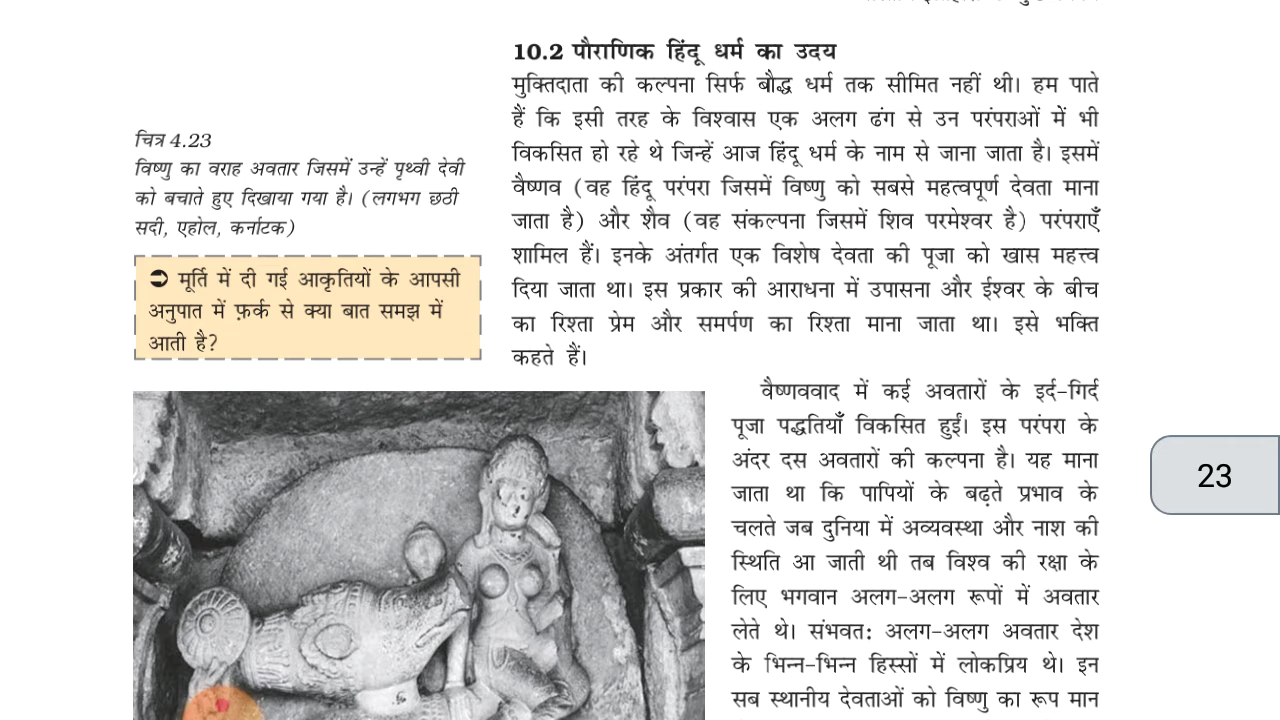 10.2 पौराणिक हिंदू धर्म का उदय
मुक्तिदाता की कल्पना सिर्फ बौद्ध धर्म तक सीमित नहीं थी। हम पाते
हैं कि इसी तरह के विश्वास एक अलग ढंग से उन परंपराओं में भी
विकसित हो रहे थे जिन्हें आज हिंदू धर्म के नाम से जाना जाता है। इसमें
वैष्णव (वह हिंदू परंपरा जिसमें विष्णु को सबसे महत्वपूर्ण देवता माना
जाता है) और शैव (वह संकल्पना जिसमें शिव परमेश्वर है) परंपराएँ
शामिल हैं। इनके अंतर्गत एक विशेष देवता की पूजा को खास महत्त्व
दिया जाता था। इस प्रकार की आराधना में उपासना और ईश्वर के बीच
का रिश्ता प्रेम और समर्पण का रिश्ता माना जाता था। इसे भक्ति
कहते हैं।
चित्र 4.23
विष्णु का वराह अवतार जिसमें उन्हें पृथ्वी देवी
को बचाते हुए दिखाया गया है। (लगभग छठी
सदी, एहोल, कर्नाटक)
➲ मूर्ति में दी गई आकृतियों के आपसी
अनुपात में फ़र्क से क्या बात समझ में
आती है?
वैष्णववाद में कई अवतारों के इर्द-गिर्द
पूजा पद्धतियाँ विकसित हुईं। इस परंपरा के
अंदर दस अवतारों की कल्पना है। यह माना
जाता था कि पापियों के बढ़ते प्रभाव के
चलते जब दुनिया में अव्यवस्था और नाश की
स्थिति आ जाती थी तब विश्व की रक्षा के
लिए भगवान अलग-अलग रूपों में अवतार
लेते थे। संभवत: अलग-अलग अवतार देश
के भिन्न-भिन्न हिस्सों में लोकप्रिय थे। इन
सब स्थानीय देवताओं को विष्णु का रूप मान
23